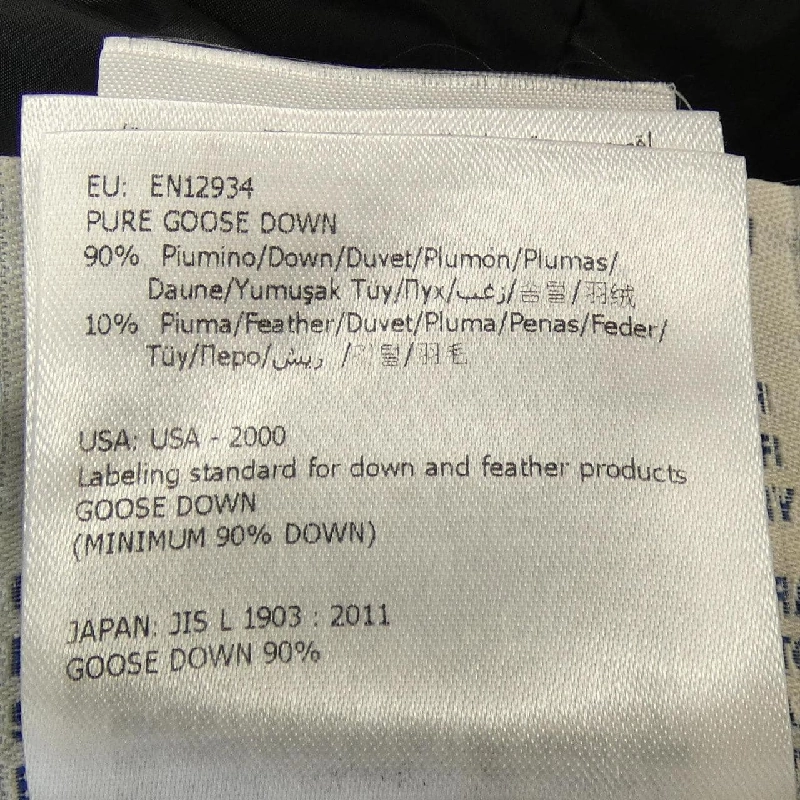 EU: EN12934
PURE GOOSE DOWN
90% Piumino/Down/Duvet/Plumón/Plumas/
Daune/Yumuşak Tüy/Пух/زغب/솜털/羽绒
10% Piuma/Feather/Duvet/Pluma/Penas/Feder/
Tüy/Перо/ریش /깃털/羽毛
USA: USA - 2000
Labeling standard for down and feather products
GOOSE DOWN
(MINIMUM 90% DOWN)
JAPAN: JIS L 1903 : 2011
GOOSE DOWN 90%